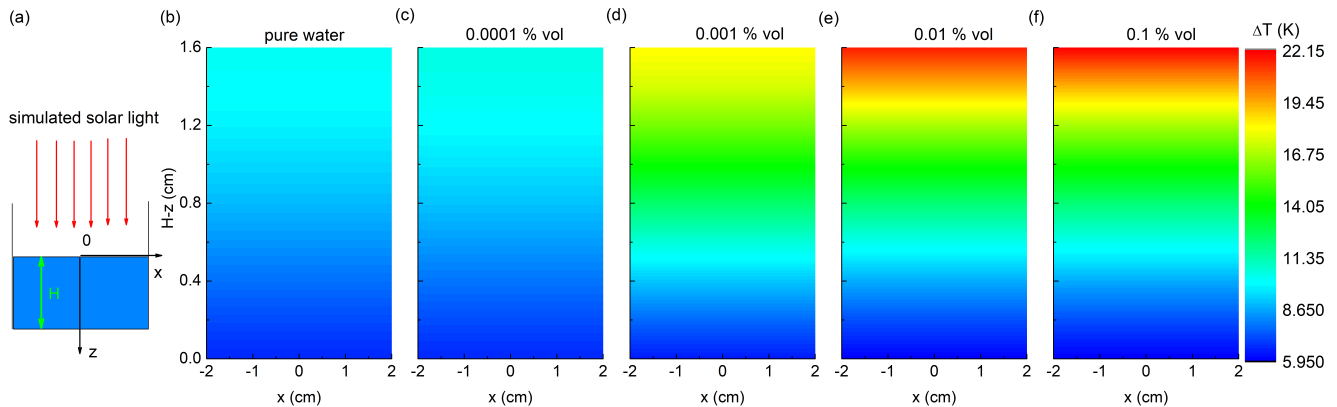 (a)
simulated solar light
0
x
H
z
(b)
pure water
H-z (cm)
1.6
1.2
0.8
0.4
0.0
-2 -1 0 1 2
x (cm)
(c)
0.0001 % vol
-2 -1 0 1 2
x (cm)
(d)
0.001 % vol
-2 -1 0 1 2
x (cm)
(e)
0.01 % vol
-2 -1 0 1 2
x (cm)
(f)
0.1 % vol
-2 -1 0 1 2
x (cm)
ΔT (K)
22.15
19.45
16.75
14.05
11.35
8.650
5.950